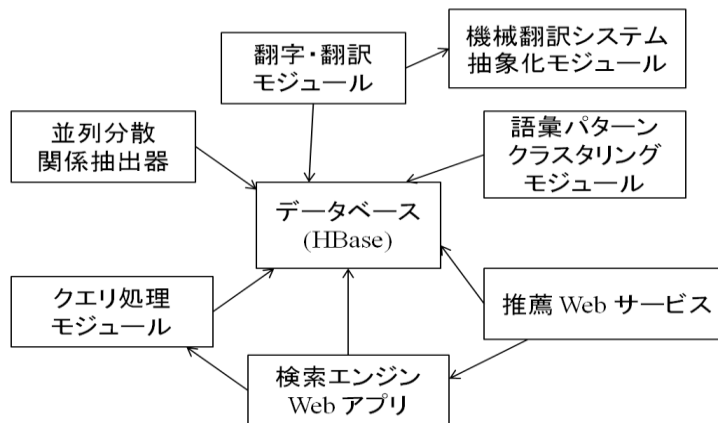 翻字・翻訳
モジュール
機械翻訳システム
抽象化モジュール
並列分散
関係抽出器
語彙パターン
クラスタリング
モジュール
データベース
(HBase)
クエリ処理
モジュール
推薦 Web サービス
検索エンジン
Web アプリ